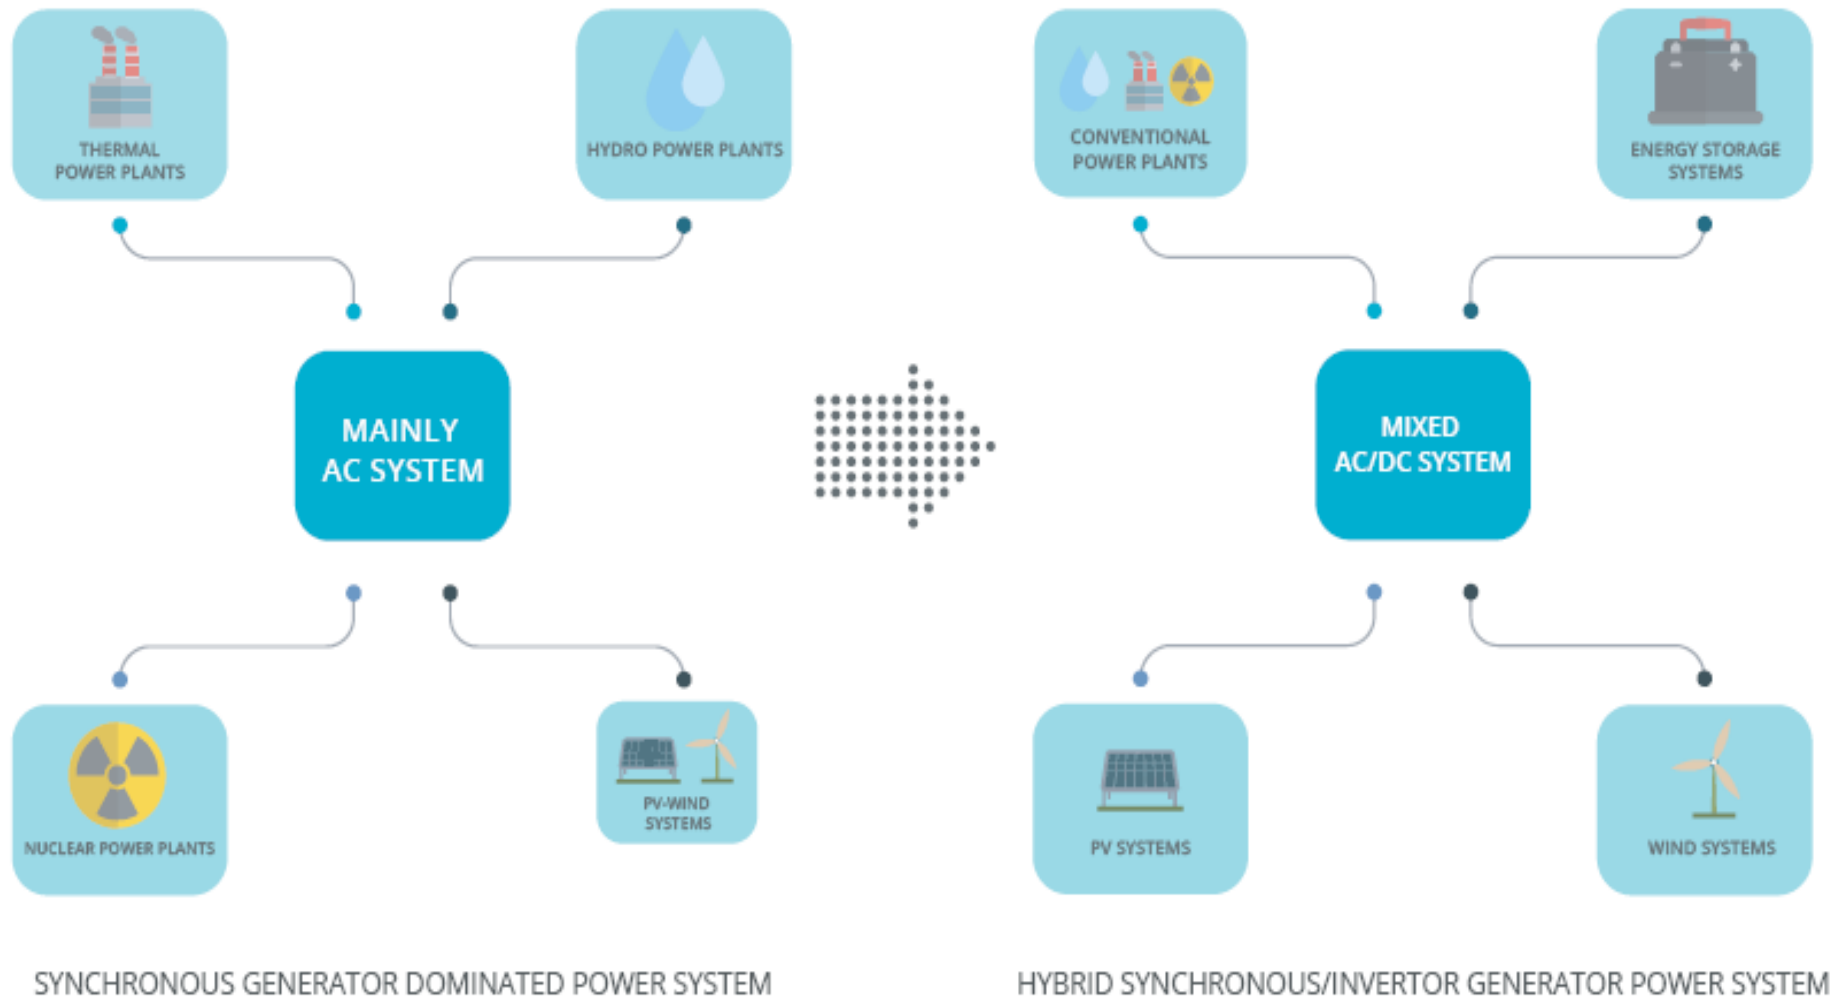 THERMAL
POWER PLANTS
HYDRO POWER PLANTS
MAINLY
AC SYSTEM
NUCLEAR POWER PLANTS
PV-WIND
SYSTEMS
SYNCHRONOUS GENERATOR DOMINATED POWER SYSTEM
CONVENTIONAL
POWER PLANTS
ENERGY STORAGE
SYSTEMS
MIXED
AC/DC SYSTEM
PV SYSTEMS
WIND SYSTEMS
HYBRID SYNCHRONOUS/INVERTOR GENERATOR POWER SYSTEM